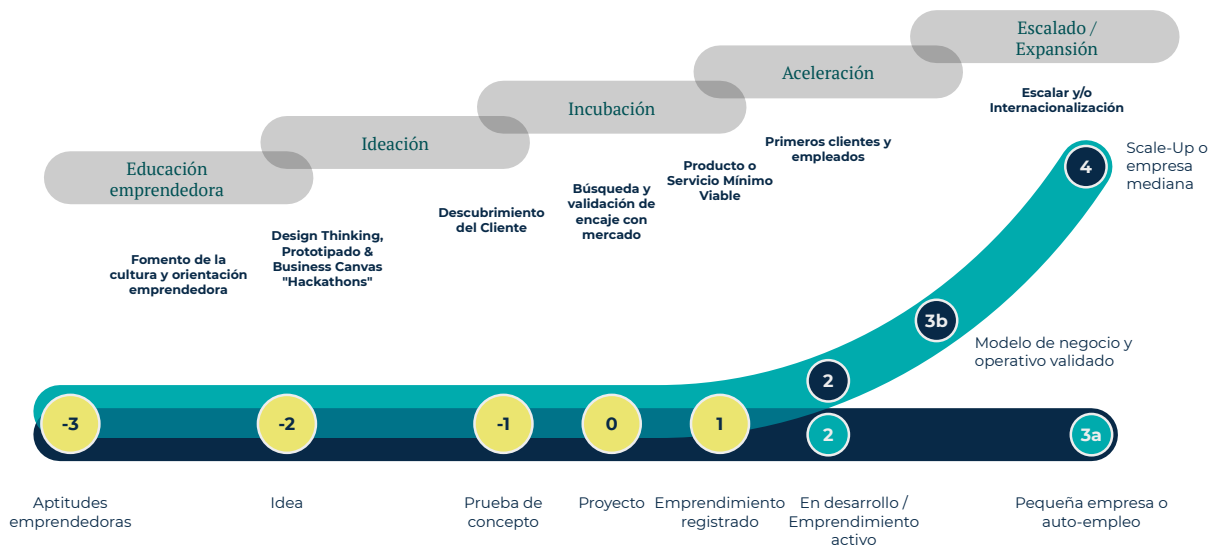 Escalado /
Expansión
Aceleración
Incubación
Ideación
Educación
emprendedora
Escalar y/o
Internacionalización
Primeros clientes y
empleados
Producto o
Servicio Mínimo
Viable
Búsqueda y
validación de
encaje con
mercado
Descubrimiento
del Cliente
Design Thinking,
Prototipado &
Business Canvas
"Hackathons"
Fomento de la
cultura y orientación
emprendedora
4
Scale-Up o
empresa
mediana
3b
Modelo de negocio y
operativo validado
2
-3
-2
-1
0
1
2
3a
Aptitudes
emprendedoras
Idea
Prueba de
concepto
Proyecto
Emprendimiento
registrado
En desarrollo /
Emprendimiento
activo
Pequeña empresa o
auto-empleo